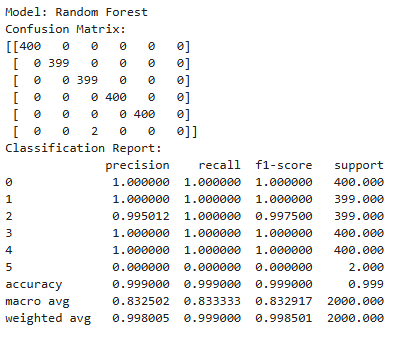 Model: Random Forest
Confusion Matrix:
[[400   0   0   0   0   0]
 [  0 399   0   0   0   0]
 [  0   0 399   0   0   0]
 [  0   0   0 400   0   0]
 [  0   0   0   0 400   0]
 [  0   0   2   0   0   0]]
Classification Report:
              precision    recall  f1-score   support
0              1.000000  1.000000  1.000000   400.000
1              1.000000  1.000000  1.000000   399.000
2              0.995012  1.000000  0.997500   399.000
3              1.000000  1.000000  1.000000   400.000
4              1.000000  1.000000  1.000000   400.000
5              0.000000  0.000000  0.000000     2.000
accuracy       0.999000  0.999000  0.999000     0.999
macro avg      0.832502  0.833333  0.832917  2000.000
weighted avg   0.998005  0.999000  0.998501  2000.000